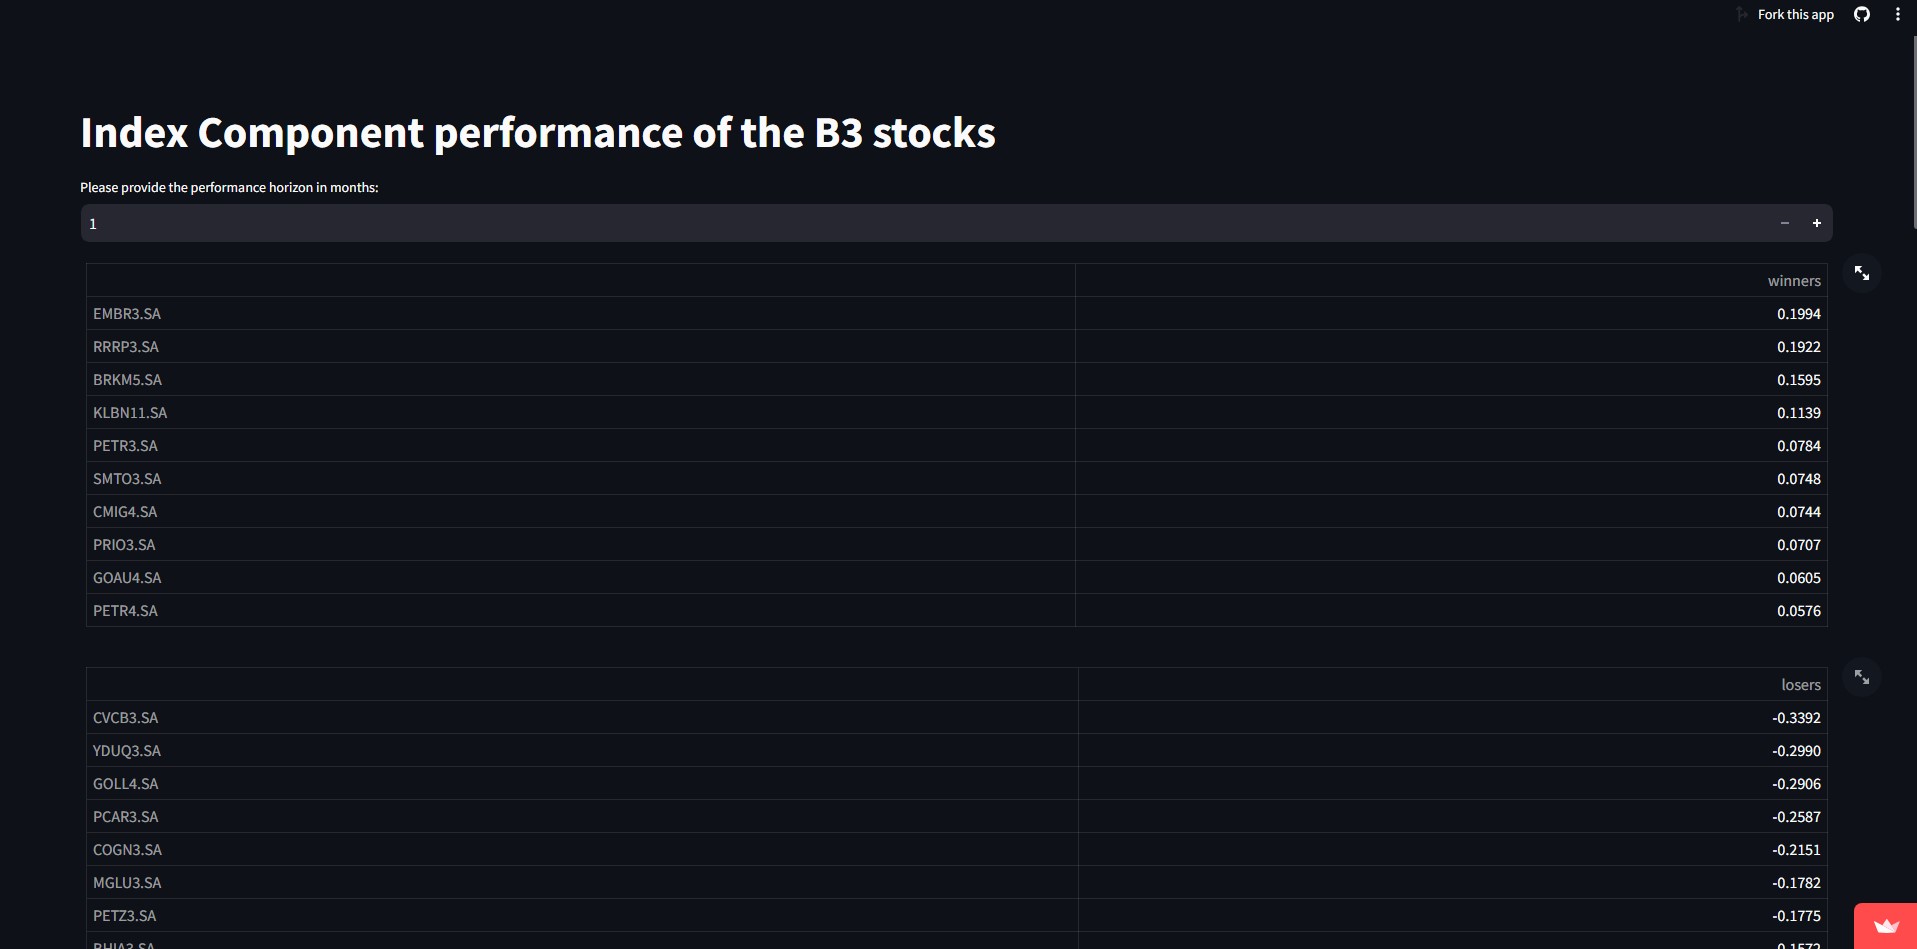 Fork this app
Index Component performance of the B3 stocks
Please provide the performance horizon in months:
1
winners
EMBR3.SA 0.1994
RRRP3.SA 0.1922
BRKM5.SA 0.1595
KLBN11.SA 0.1139
PETR3.SA 0.0784
SMTO3.SA 0.0748
CMIG4.SA 0.0744
PRIO3.SA 0.0707
GOAU4.SA 0.0605
PETR4.SA 0.0576
losers
CVCB3.SA -0.3392
YDUQ3.SA -0.2990
GOLL4.SA -0.2906
PCAR3.SA -0.2587
COGN3.SA -0.2151
MGLU3.SA -0.1782
PETZ3.SA -0.1775